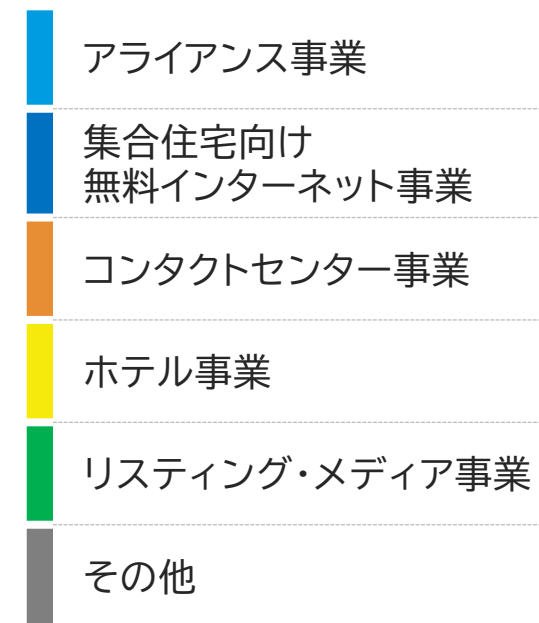 アライアンス事業
集合住宅向け
無料インターネット事業
コンタクトセンター事業
ホテル事業
リスティング・メディア事業
その他